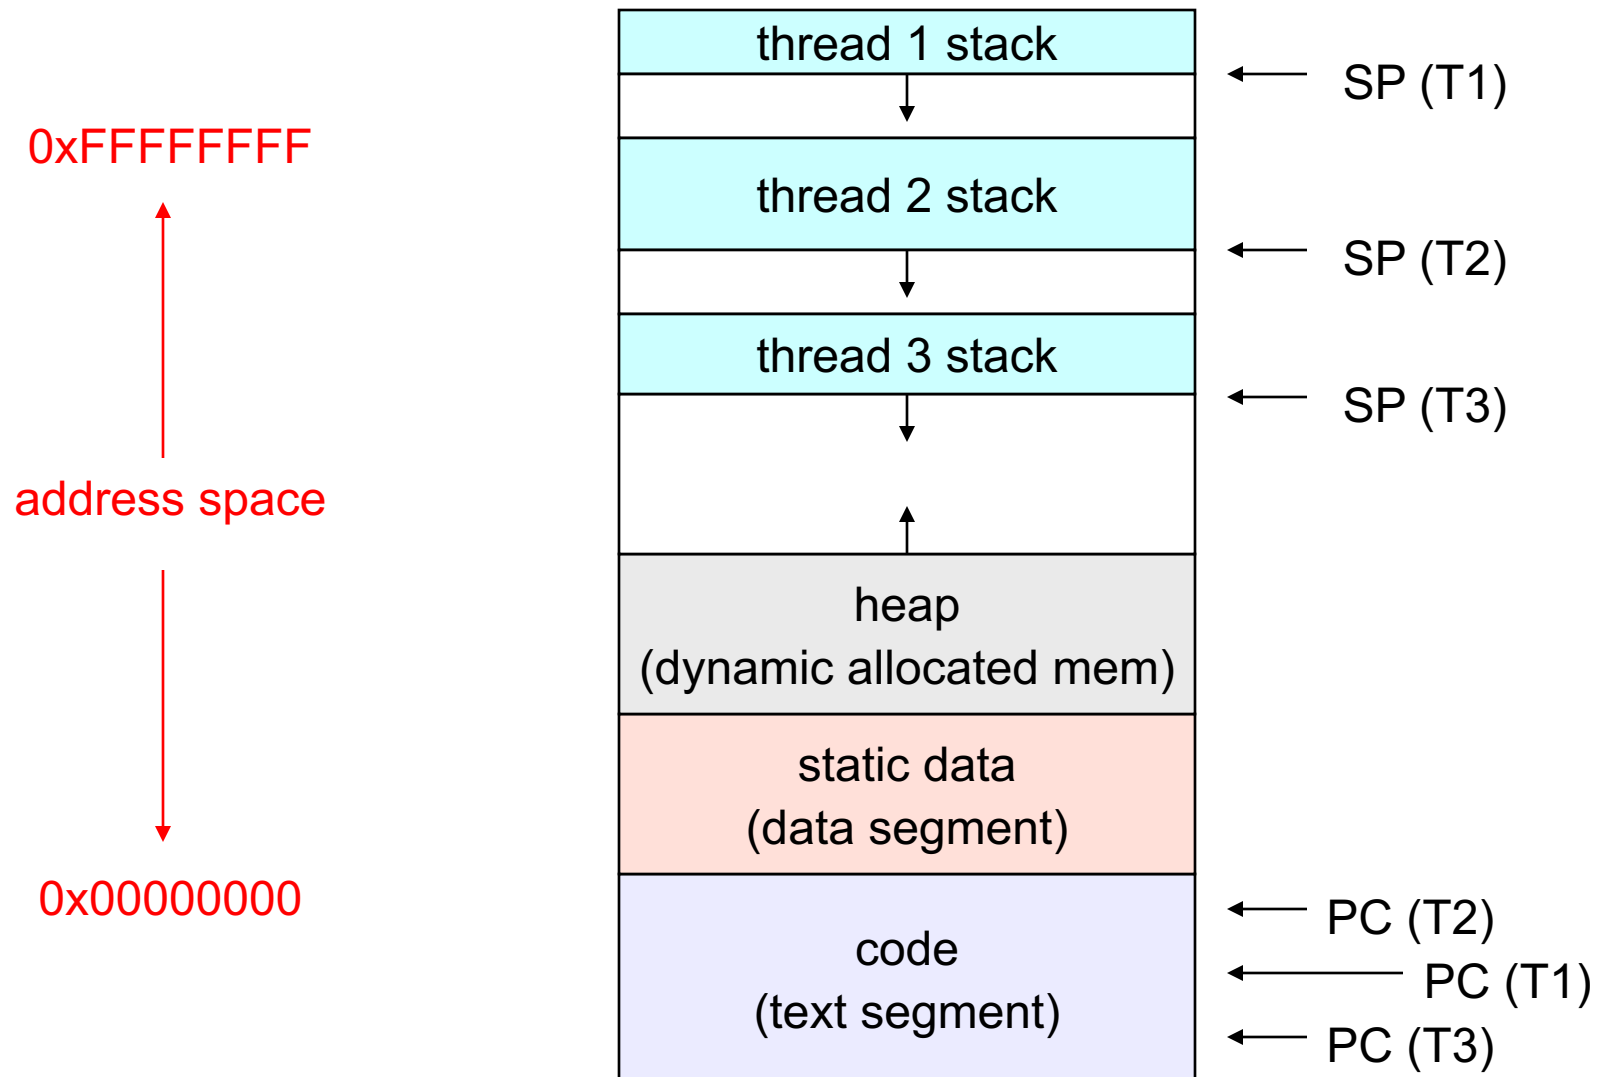 thread 1 stack
SP (T1)
0xFFFFFFFF
thread 2 stack
SP (T2)
thread 3 stack
SP (T3)
address space
heap
(dynamic allocated mem)
static data
(data segment)
0x00000000
code
(text segment)
PC (T2)
PC (T1)
PC (T3)